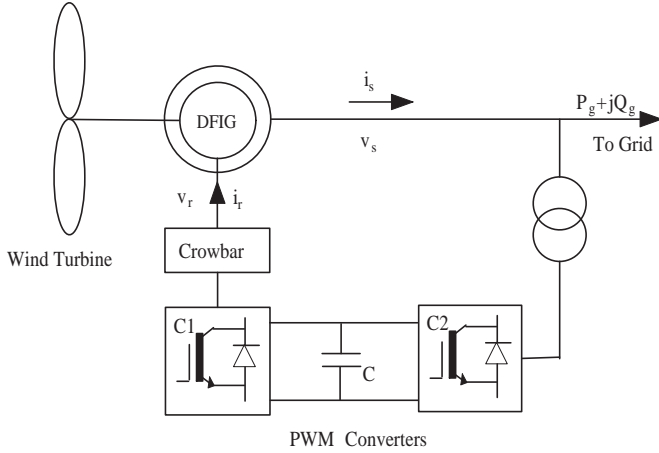 i_s
P_g+jQ_g
DFIG
v_s
To Grid
v_r
i_r
Crowbar
Wind Turbine
C1
C2
C
PWM Converters